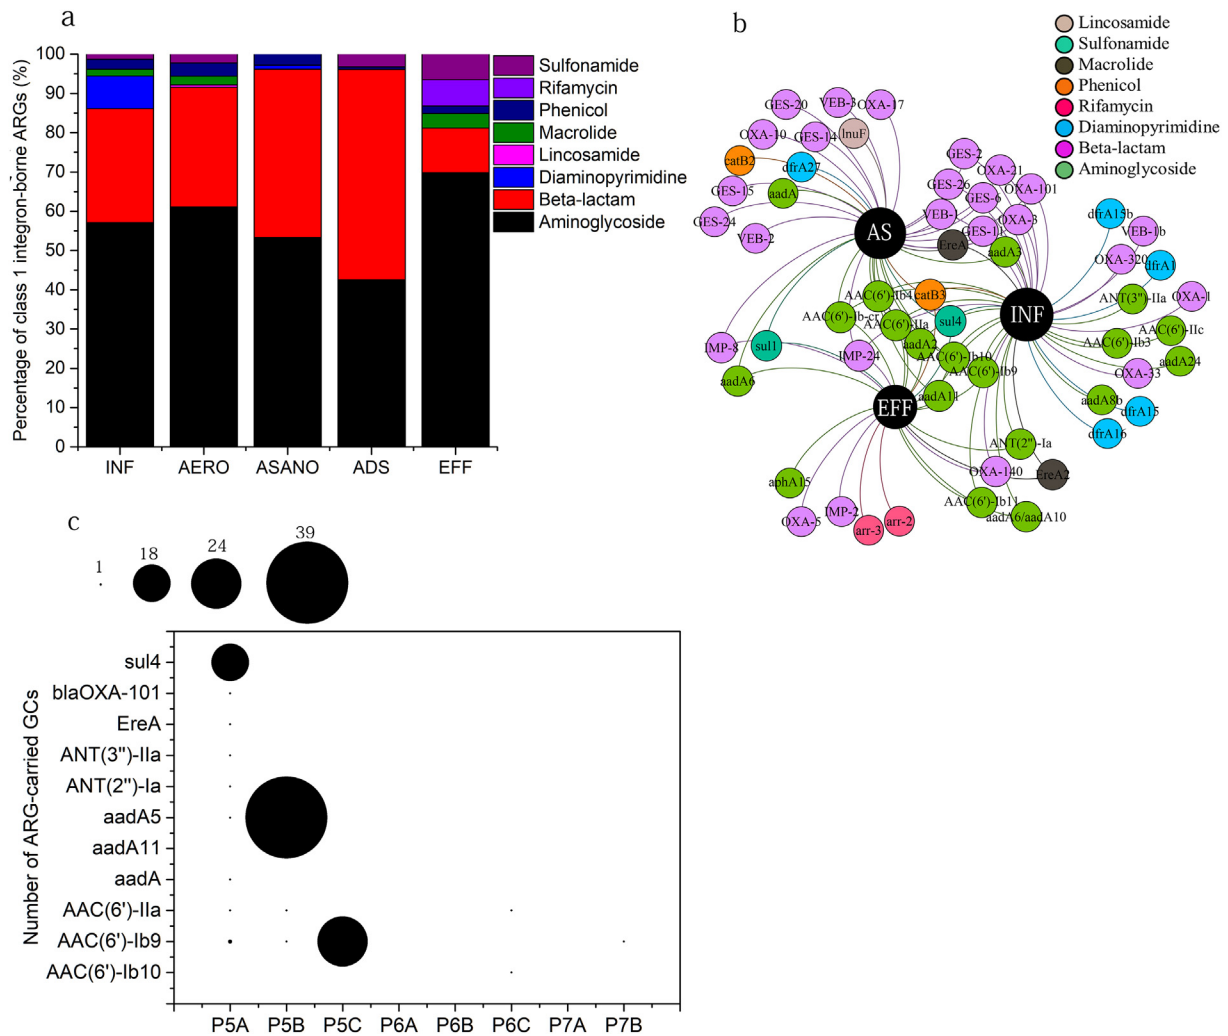 a
Percentage of class 1 integron-borne ARGs (%)
100
90
80
70
60
50
40
30
20
10
0
INF AERO ASANO ADS EFF
Sulfonamide
Rifamycin
Phenicol
Macrolide
Lincosamide
Diaminopyrimidine
Beta-lactam
Aminoglycoside
b
Lincosamide
Sulfonamide
Macrolide
Phenicol
Rifamycin
Diaminopyrimidine
Beta-lactam
Aminoglycoside
GES-20
VEB-3
OXA-17
OXA-10
GES-14
lnuF
catB2
dfrA27
GES-15
aadA
GES-24
VEB-2
AS
GES-2
OXA-21
GES-26
GES-6
OXA-101
VEB-1
GES-11
OXA-3
EreA
aadA3
dfrA15b
VEB-1b
OXA-320
dfrA1
ANT(3")-IIa
OXA-1
INF
AAC(6')-IIc
AAC(6')-Ib3
aadA24
OXA-33
aadA8b
dfrA15
dfrA16
AAC(6')-Ib4
catB3
AAC(6')-Ib-cr
AAC(6')-IIa
sul4
aadA2
IMP-8
sul1
IMP-24
AAC(6')-Ib10
AAC(6')-Ib9
aadA6
aadA11
EFF
ANT(2")-Ia
OXA-140
EreA2
aphA15
AAC(6')-Ib11
aadA6/aadA10
OXA-5
IMP-2
arr-3
arr-2
c
1
18
24
39
Number of ARG-carried GCs
sul4
blaOXA-101
EreA
ANT(3")-IIa
ANT(2")-Ia
aadA5
aadA11
aadA
AAC(6')-IIa
AAC(6')-Ib9
AAC(6')-Ib10
P5A P5B P5C P6A P6B P6C P7A P7B